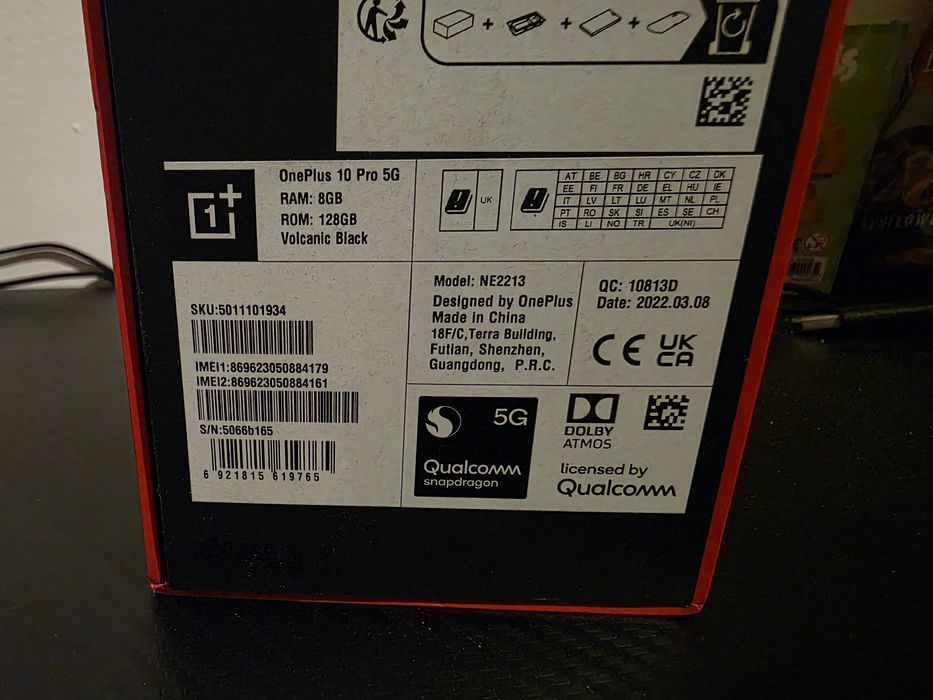 1+
OnePlus 10 Pro 5G
RAM: 8GB
ROM: 128GB
Volcanic Black
UK
AT BE BG HR CY CZ DK
EE FI FR DE EL HU IE
IT LV LT LU MT NL PL
PT RO SK SI ES SE CH
IS LI NO TR UK(NI)
SKU:5011101934
IMEI1:869623050884179
IMEI2:869623050884161
S/N:5066b165
6 921815 619765
Model: NE2213
Designed by OnePlus
Made in China
18F/C,Terra Building,
Futian, Shenzhen,
Guangdong, P.R.C.
QC: 10813D
Date: 2022.03.08
CE
UK
CA
5G
Qualcomm
snapdragon
DOLBY
ATMOS
licensed by
Qualcomm